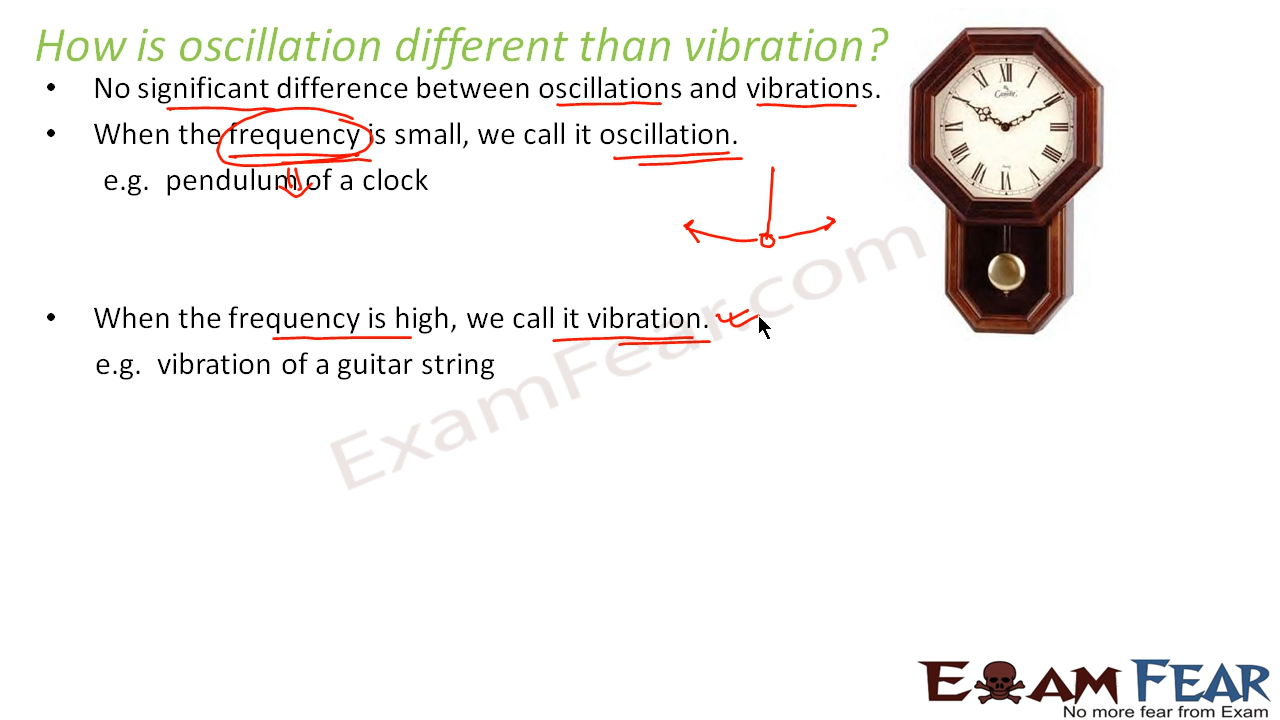 How is oscillation different than vibration?
• No significant difference between oscillations and vibrations.
• When the frequency is small, we call it oscillation.
e.g. pendulum of a clock
• When the frequency is high, we call it vibration.
e.g. vibration of a guitar string
ExamFear.com
EXAM FEAR
No more fear from Exam